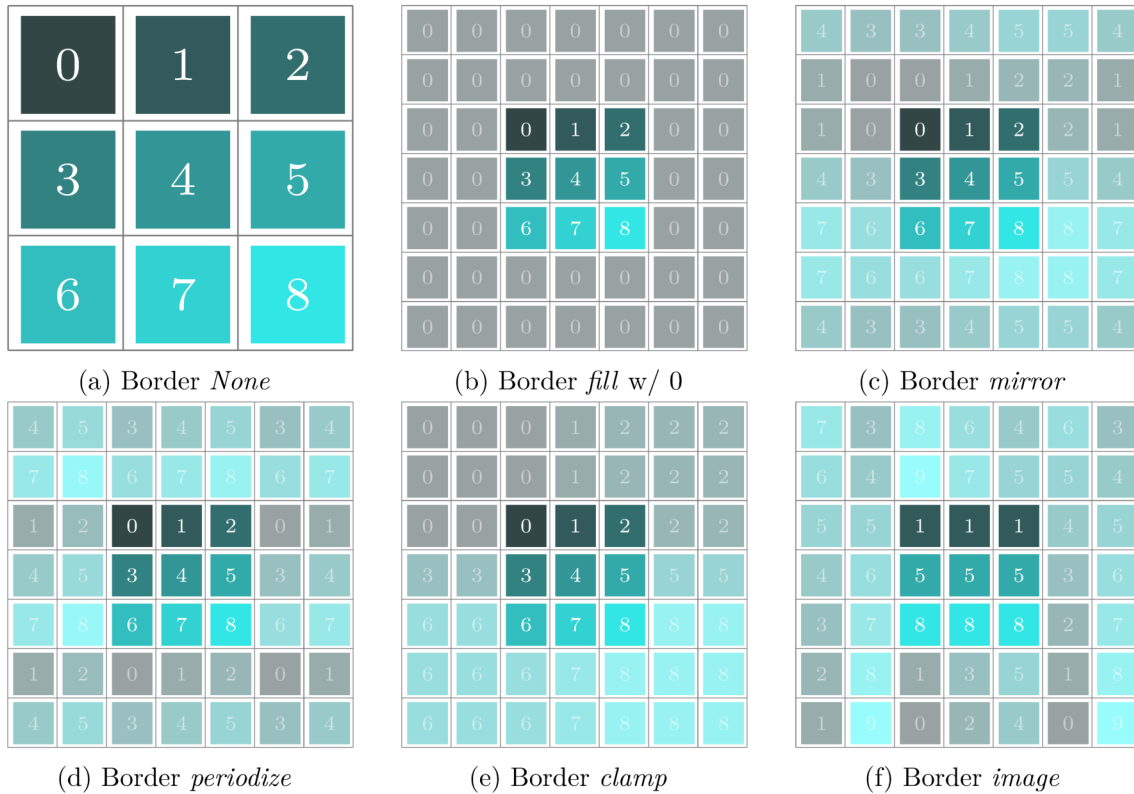 0 1 2
3 4 5
6 7 8
(a) Border None
0 0 0 0 0 0 0
0 0 0 0 0 0 0
0 0 0 1 2 0 0
0 0 3 4 5 0 0
0 0 6 7 8 0 0
0 0 0 0 0 0 0
0 0 0 0 0 0 0
(b) Border fill w/ 0
4 3 3 4 5 5 4
1 0 0 1 2 2 1
1 0 0 1 2 2 1
4 3 3 4 5 5 4
7 6 6 7 8 8 7
7 6 6 7 8 8 7
4 3 3 4 5 5 4
(c) Border mirror
4 5 3 4 5 3 4
7 8 6 7 8 6 7
1 2 0 1 2 0 1
4 5 3 4 5 3 4
7 8 6 7 8 6 7
1 2 0 1 2 0 1
4 5 3 4 5 3 4
(d) Border periodize
0 0 0 1 2 2 2
0 0 0 1 2 2 2
0 0 0 1 2 2 2
3 3 3 4 5 5 5
6 6 6 7 8 8 8
6 6 6 7 8 8 8
6 6 6 7 8 8 8
(e) Border clamp
7 3 8 6 4 6 3
6 4 9 7 5 5 4
5 5 1 1 1 4 5
4 6 5 5 5 3 6
3 7 8 8 8 2 7
2 8 1 3 5 1 8
1 9 0 2 4 0 9
(f) Border image